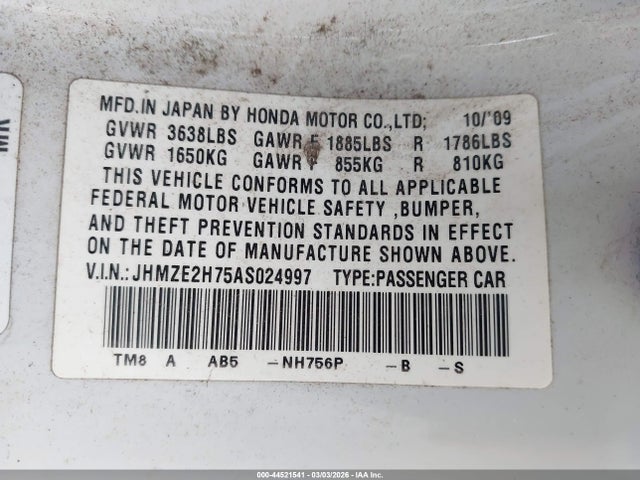 MFD.IN JAPAN BY HONDA MOTOR CO.,LTD; 10/'09
GVWR 3638LBS GAWR F 1885LBS R 1786LBS
GVWR 1650KG GAWR F 855KG R 810KG
THIS VEHICLE CONFORMS TO ALL APPLICABLE
FEDERAL MOTOR VEHICLE SAFETY ,BUMPER,
AND THEFT PREVENTION STANDARDS IN EFFECT
ON THE DATE OF MANUFACTURE SHOWN ABOVE.
V.I.N.:JHMZE2H75AS024997 TYPE:PASSENGER CAR
TM8 A AB5 -NH756P -B -S
MR
000-44521541 - 03/03/2026 - IAA Inc.